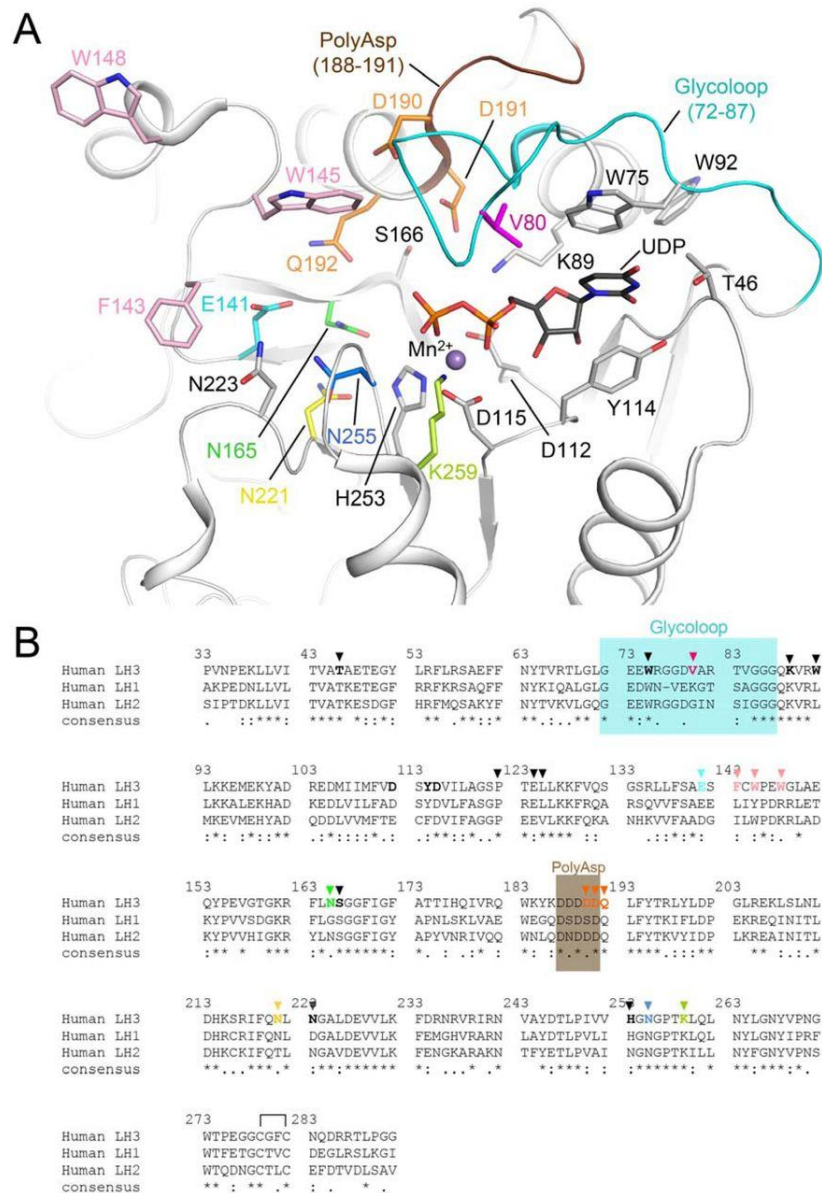 A
W148
PolyAsp
(188-191)
D190
D191
Glycoloop
(72-87)
W145
W75
W92
V80
S166
Q192
K89
UDP
T46
F143
E141
Mn²⁺
N223
Y114
D115
N165
N255
D112
N221
K259
H253
B
Glycoloop
33 43 53 63 73 83
Human LH3 PVNPEKLLVI TVATAETEGY LRFLRSAEFF NYTVRTLGLG EEWRGGDVAR TVGGGQKVRW
Human LH1 AKPEDNLLVL TVATKETEGF RRFKRSAQFF NYKIQALGLG EDWN-VEKGT SAGGGQKVRL
Human LH2 SIPTDKLLVI TVATKESDGF HRFMQSAKYF NYTVKVLGQG EEWRGGDGIN SIGGGQKVRL
consensus
93 103 113 123 133 143
Human LH3 LKKEMEKYAD REDMIIMFVD SYDVILAGSP TELLKKFVQS GSRLLFSAES FCWPEWGLAE
Human LH1 LKKALEKHAD KEDLVILFAD SYDVLFASGP RELLKKFRQA RSQVVFSAEE LIYPDRRLET
Human LH2 MKEVMEHYAD QDDLVVMFTE CFDVIFAGGP EEVLKKFQKA NHKVVFAADG ILWPDKRLAD
consensus
PolyAsp
153 163 173 183 193 203
Human LH3 QYPEVGTGKR FLNSGGFIGF ATTIHQIVRQ WKYKDDDDDQ LFYTRLYLDP GLREKLSLNL
Human LH1 KYPVVSDGKR FLGSGGFIGY APNLSKLVAE WEGQDSDSDQ LFYTKIFLDP EKREQINITL
Human LH2 KYPVVHIGKR YLNSGGFIGY APYVNRIVQQ WNLQDNDDDQ LFYTKVYIDP LKREAINITL
consensus
213 223 233 243 253 263
Human LH3 DHKSRIFQNL NGALDEVVLK FDRNRVRIRN VAYDTLPIVV HGNGPTKLQL NYLGNYVPNG
Human LH1 DHRCRIFQNL DGALDEVVLK FEMGHVRARN LAYDTLPVLI HGNGPTKLQL NYLGNYIPRF
Human LH2 DHKCKIFQTL NGAVDEVVLK FENGKARAKN TFYETLPVAI NGNGPTKILL NYFGNYVPNS
consensus
273 283
Human LH3 WTPEGGCGFC NQDRRTLPGG
Human LH1 WTFETGCTVC DEGLRSLKGI
Human LH2 WTQDNGCTLC EFDTVDLSAV
consensus